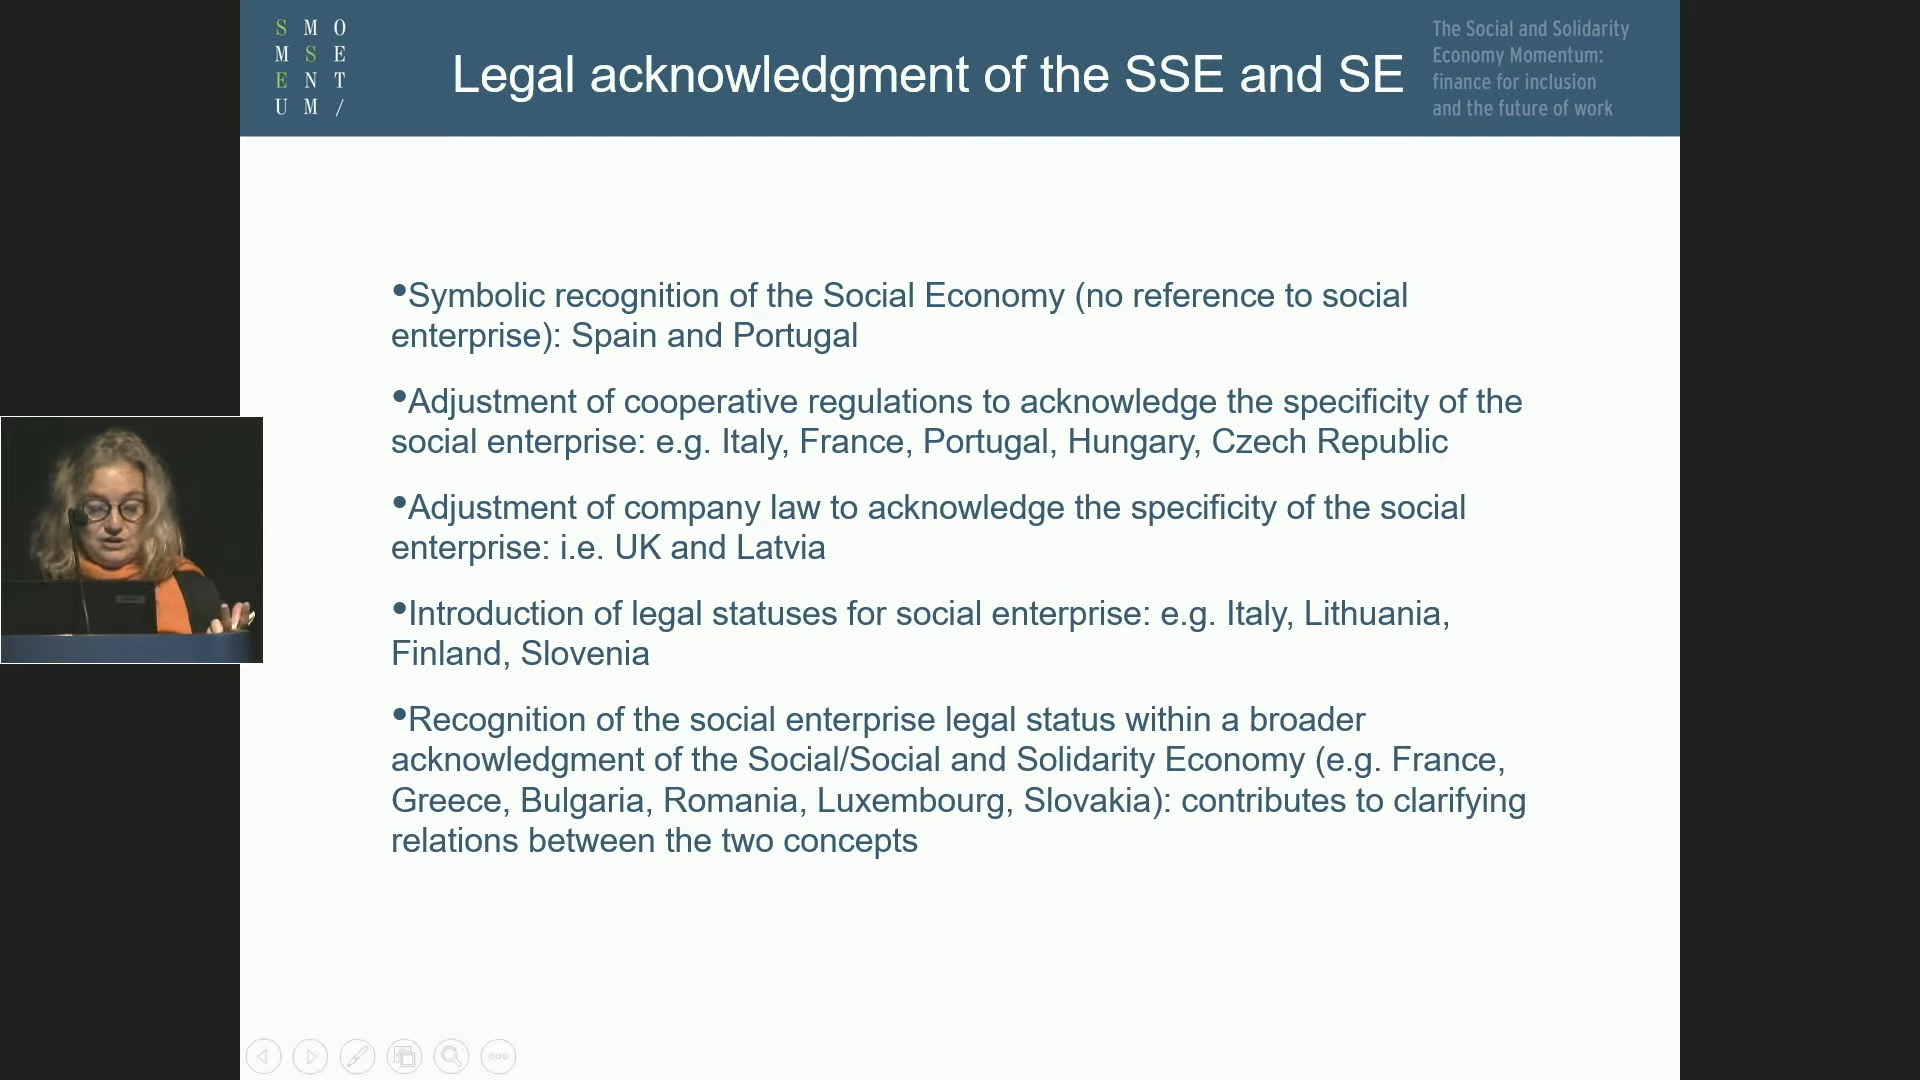 S M O
M S E
E N T
U M /
Legal acknowledgment of the SSE and SE
The Social and Solidarity
Economy Momentum:
finance for inclusion
and the future of work
•Symbolic recognition of the Social Economy (no reference to social
enterprise): Spain and Portugal
•Adjustment of cooperative regulations to acknowledge the specificity of the
social enterprise: e.g. Italy, France, Portugal, Hungary, Czech Republic
•Adjustment of company law to acknowledge the specificity of the social
enterprise: i.e. UK and Latvia
•Introduction of legal statuses for social enterprise: e.g. Italy, Lithuania,
Finland, Slovenia
•Recognition of the social enterprise legal status within a broader
acknowledgment of the Social/Social and Solidarity Economy (e.g. France,
Greece, Bulgaria, Romania, Luxembourg, Slovakia): contributes to clarifying
relations between the two concepts